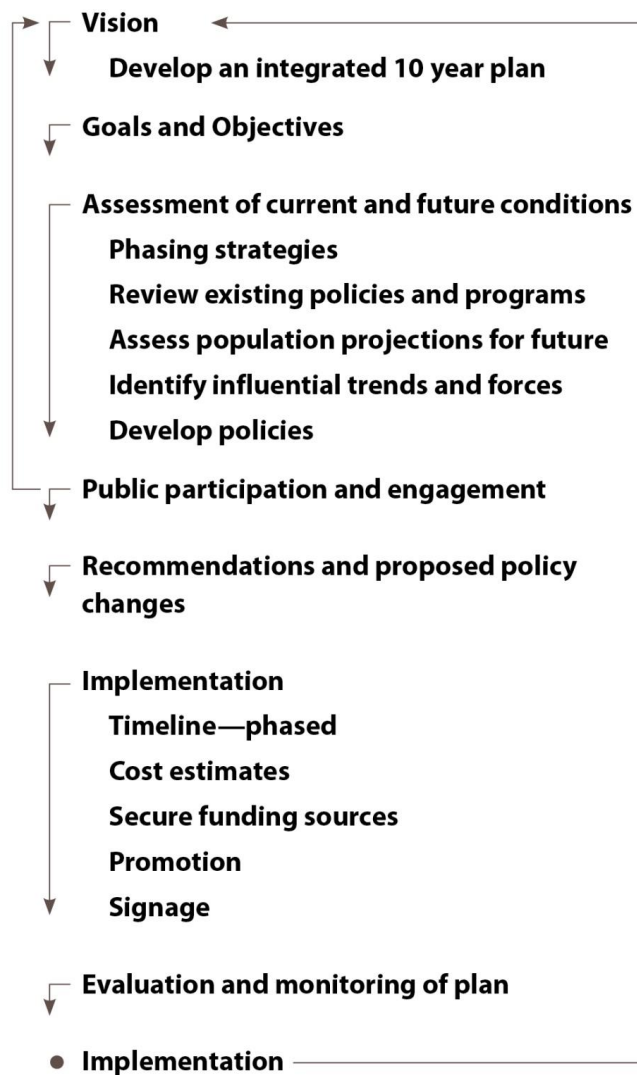 Vision
Develop an integrated 10 year plan
Goals and Objectives
Assessment of current and future conditions
Phasing strategies
Review existing policies and programs
Assess population projections for future
Identify influential trends and forces
Develop policies
Public participation and engagement
Recommendations and proposed policy
changes
Implementation
Timeline—phased
Cost estimates
Secure funding sources
Promotion
Signage
Evaluation and monitoring of plan
Implementation